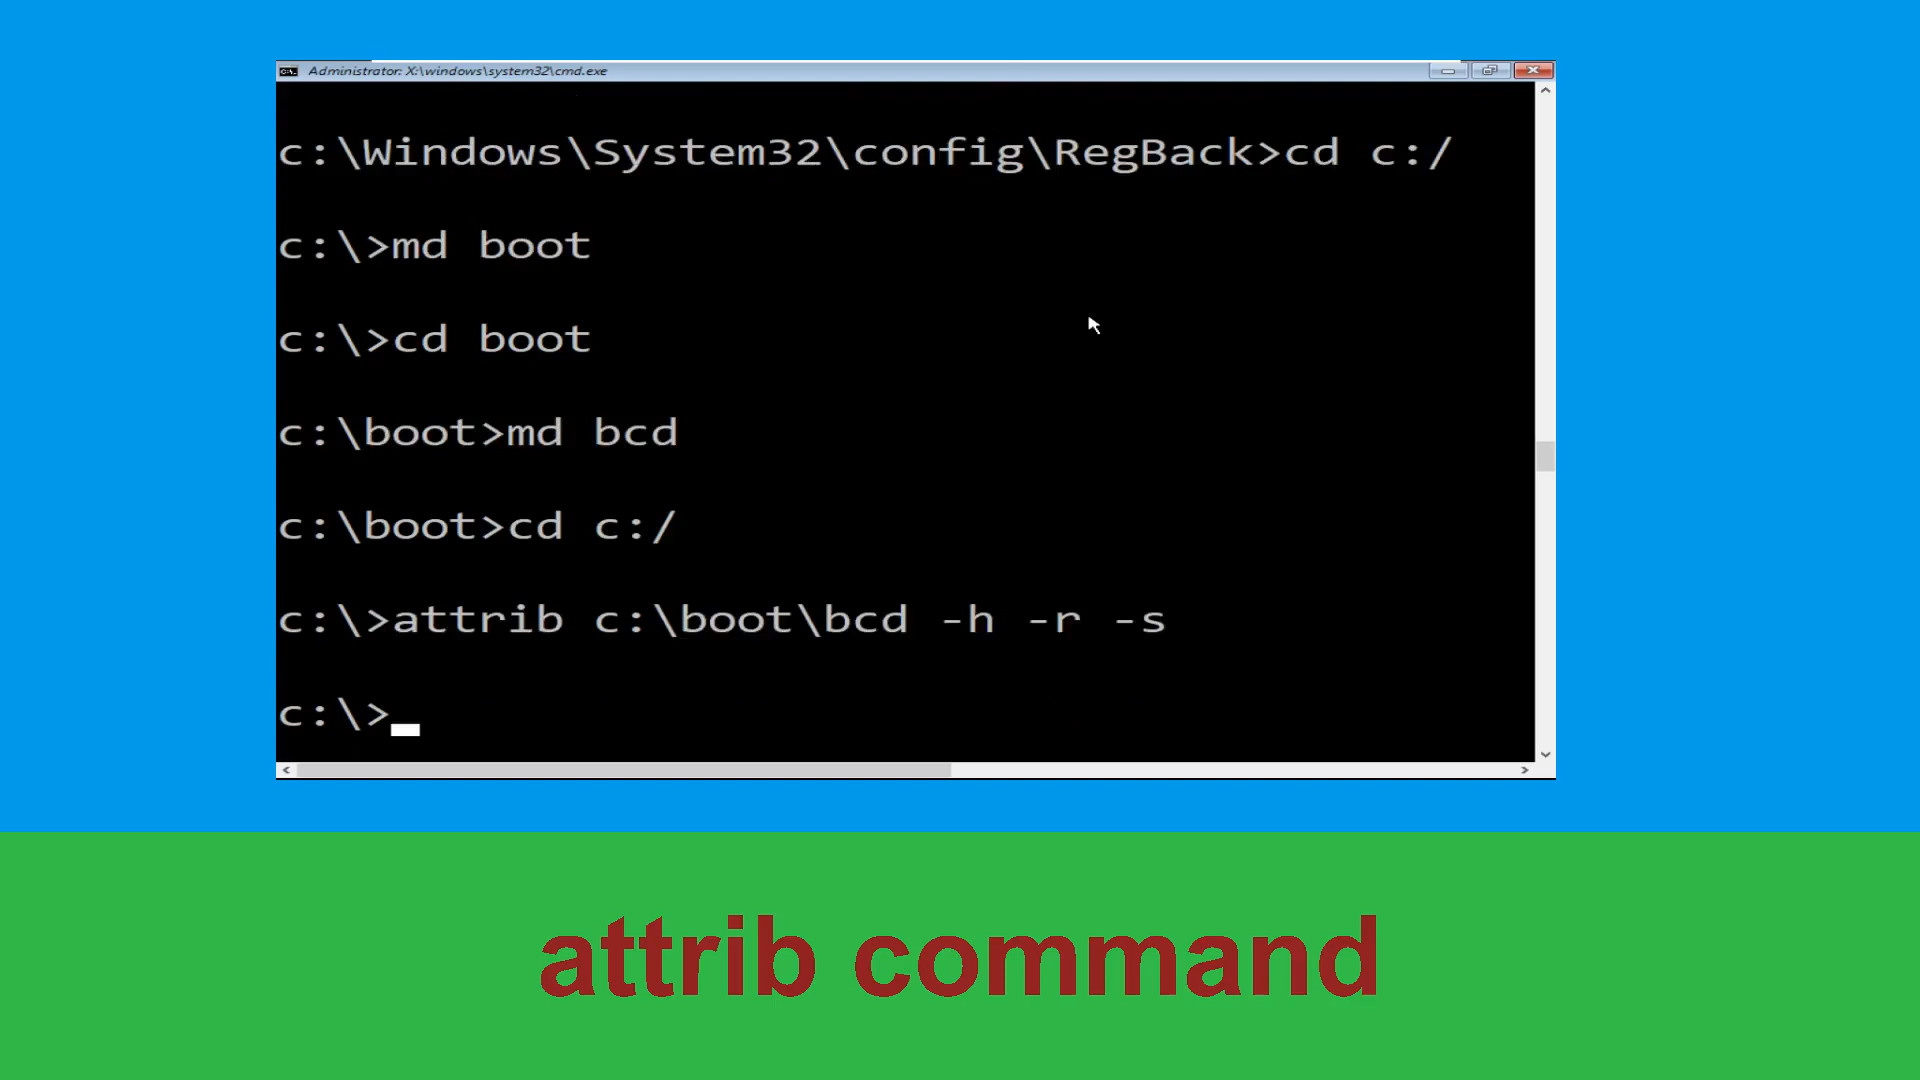 Administrator: X:\windows\system32\cmd.exe
c:\Windows\System32\config\RegBack>cd c:/
c:\>md boot
c:\>cd boot
c:\boot>md bcd
c:\boot>cd c:/
c:\>attrib c:\boot\bcd -h -r -s
c:\>
attrib command